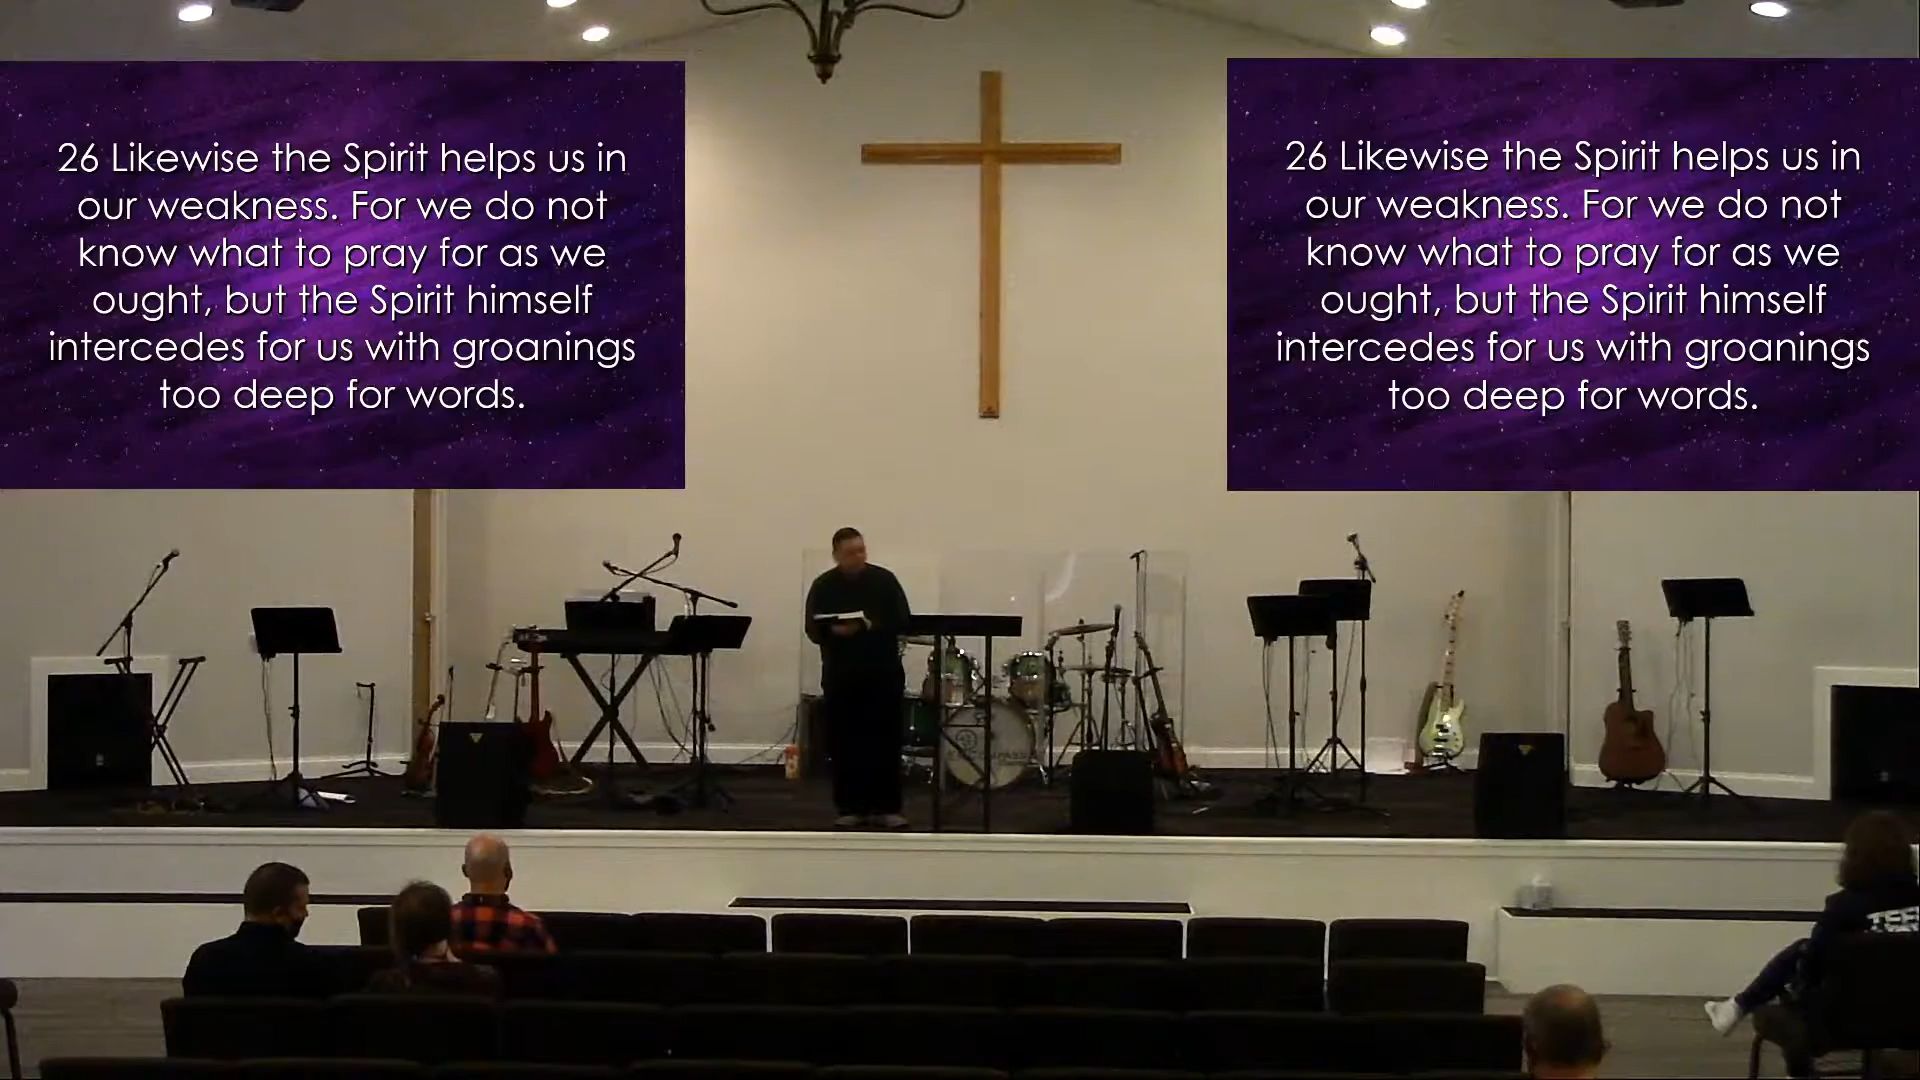 26 Likewise the Spirit helps us in
our weakness. For we do not
know what to pray for as we
ought, but the Spirit himself
intercedes for us with groanings
too deep for words.
26 Likewise the Spirit helps us in
our weakness. For we do not
know what to pray for as we
ought, but the Spirit himself
intercedes for us with groanings
too deep for words.